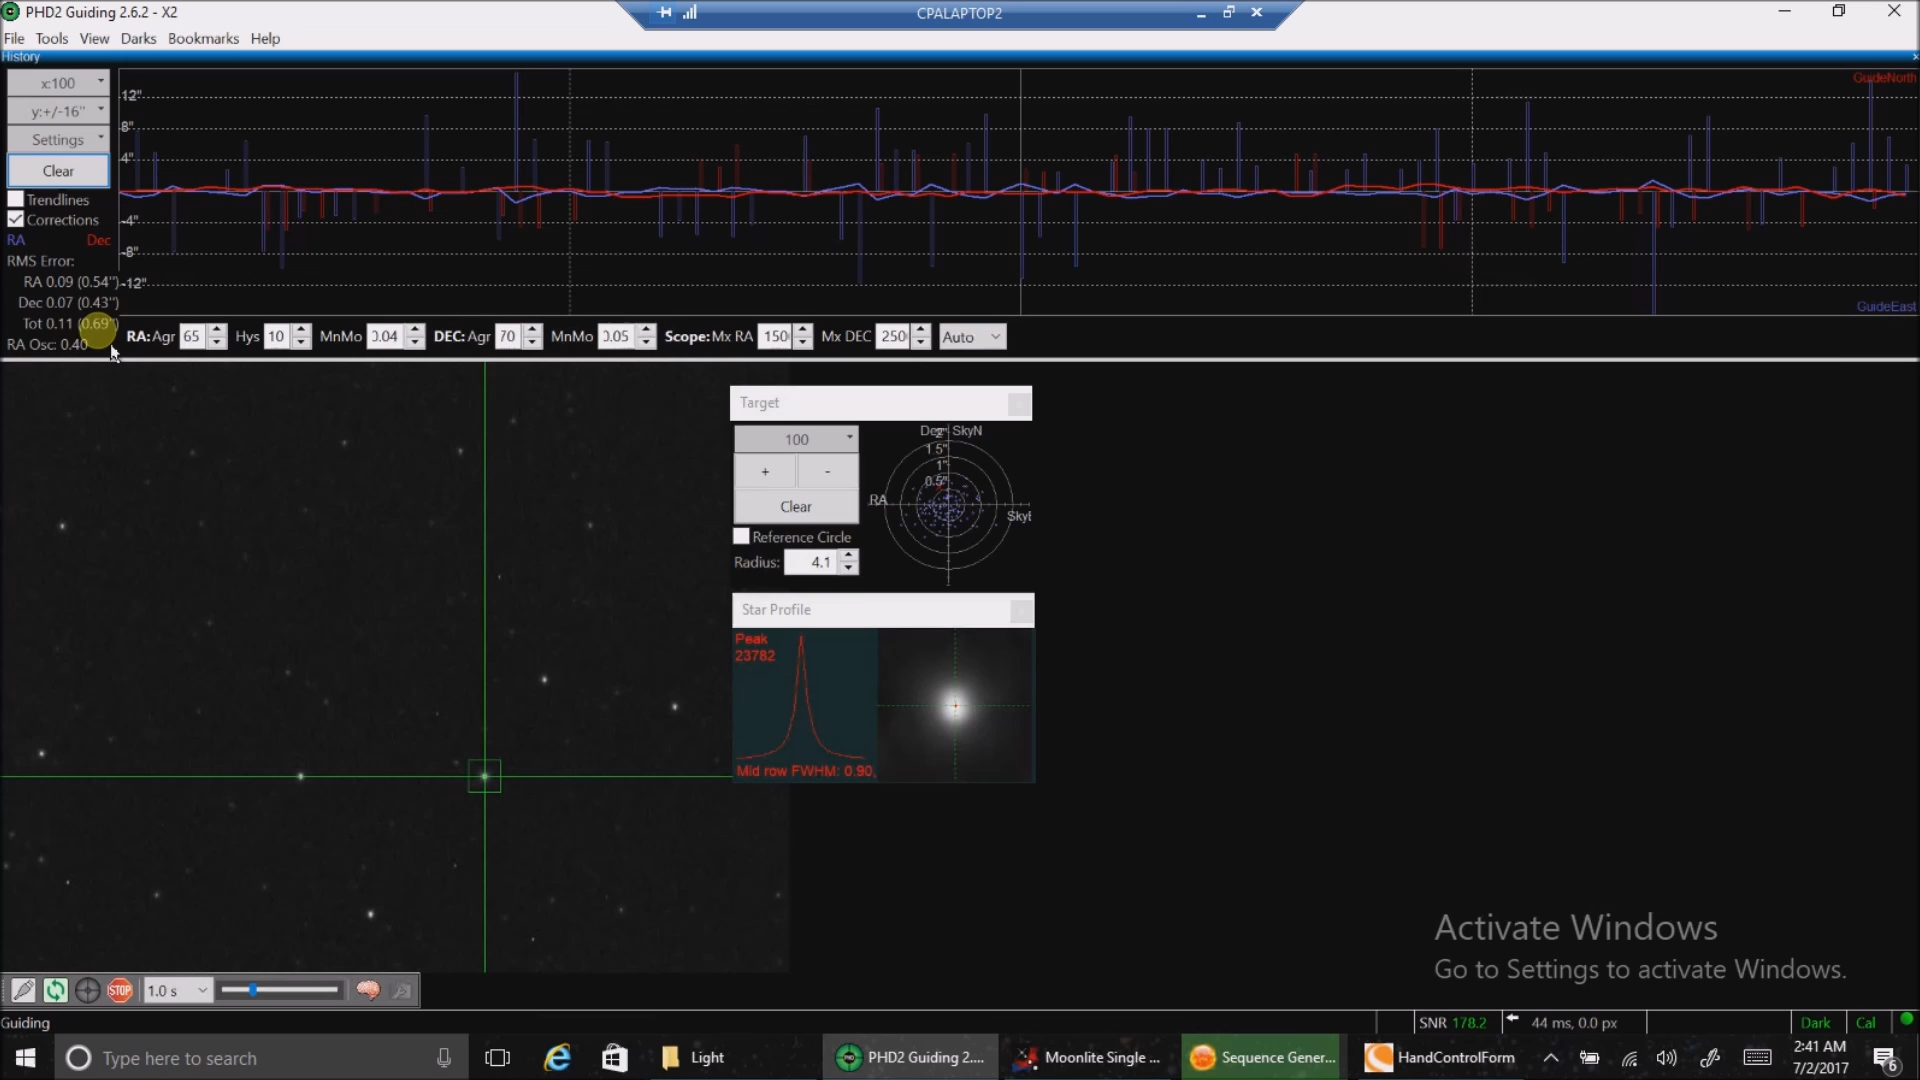 PHD2 Guiding 2.6.2 - X2
CPALAPTOP2
File Tools View Darks Bookmarks Help
History
x:100
y:+/-16"
Settings
Clear
Trendlines
Corrections
RA Dec
RMS Error:
RA 0.09 (0.54")
Dec 0.07 (0.43")
Tot 0.11 (0.69")
RA Osc: 0.40
12"
8"
4"
-4"
-8"
-12"
GuideNorth
GuideEast
RA: Agr 65 Hys 10 MnMo 0.04 DEC: Agr 70 MnMo 0.05 Scope: Mx RA 150 Mx DEC 250 Auto
Target
100
+ -
Clear
Reference Circle
Radius: 4.1
Dec SkyN
2"
1.5"
1"
0.5"
RA
Star Profile
Peak
23782
Mid row FWHM: 0.90,
Activate Windows
Go to Settings to activate Windows.
STOP
1.0 s
Guiding
SNR 178.2 44 ms, 0.0 px Dark Cal
Type here to search
Light
PHD2 Guiding 2....
Moonlite Single ...
Sequence Gener...
HandControlForm
2:41 AM
7/2/2017
6